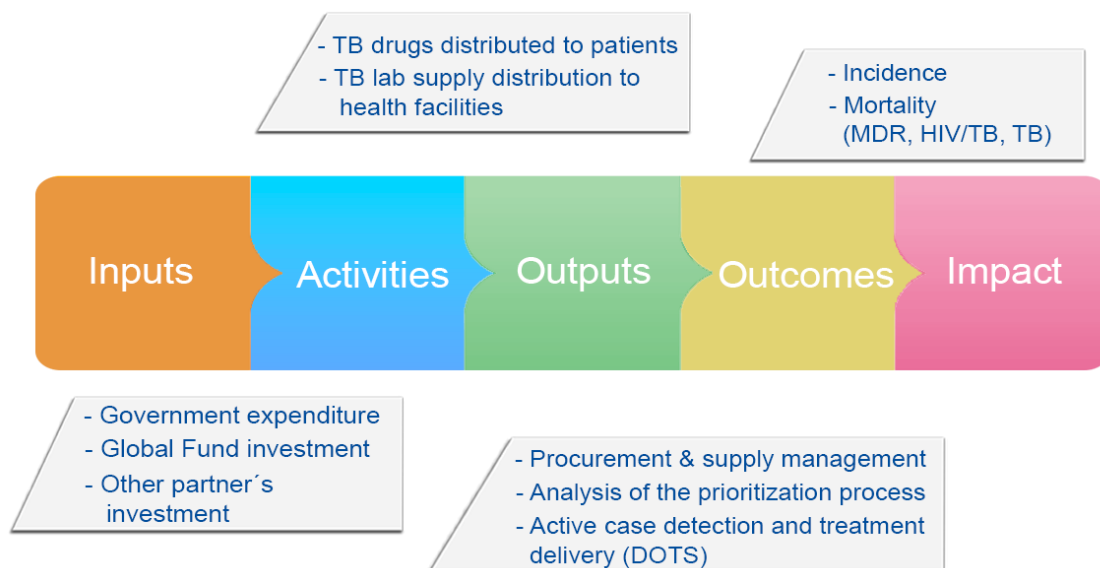 - TB drugs distributed to patients
- TB lab supply distribution to
health facilities
- Incidence
- Mortality
(MDR, HIV/TB, TB)
Inputs
Activities
Outputs
Outcomes
Impact
- Government expenditure
- Global Fund investment
- Other partner´s
investment
- Procurement & supply management
- Analysis of the prioritization process
- Active case detection and treatment
delivery (DOTS)